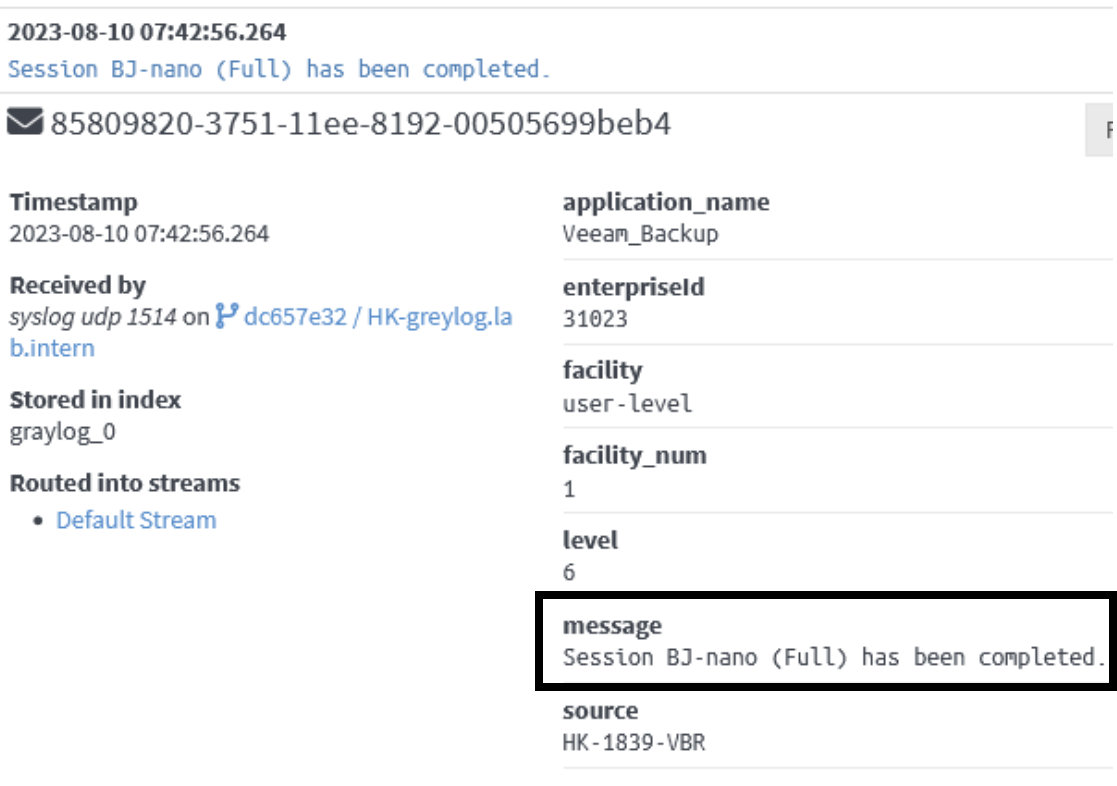 2023-08-10 07:42:56.264
Session BJ-nano (Full) has been completed.
85809820-3751-11ee-8192-00505699beb4
Timestamp
2023-08-10 07:42:56.264
Received by
syslog udp 1514 on dc657e32 / HK-greylog.la
b.intern
Stored in index
graylog_0
Routed into streams
• Default Stream
application_name
Veeam_Backup
enterpriseId
31023
facility
user-level
facility_num
1
level
6
message
Session BJ-nano (Full) has been completed.
source
HK-1839-VBR